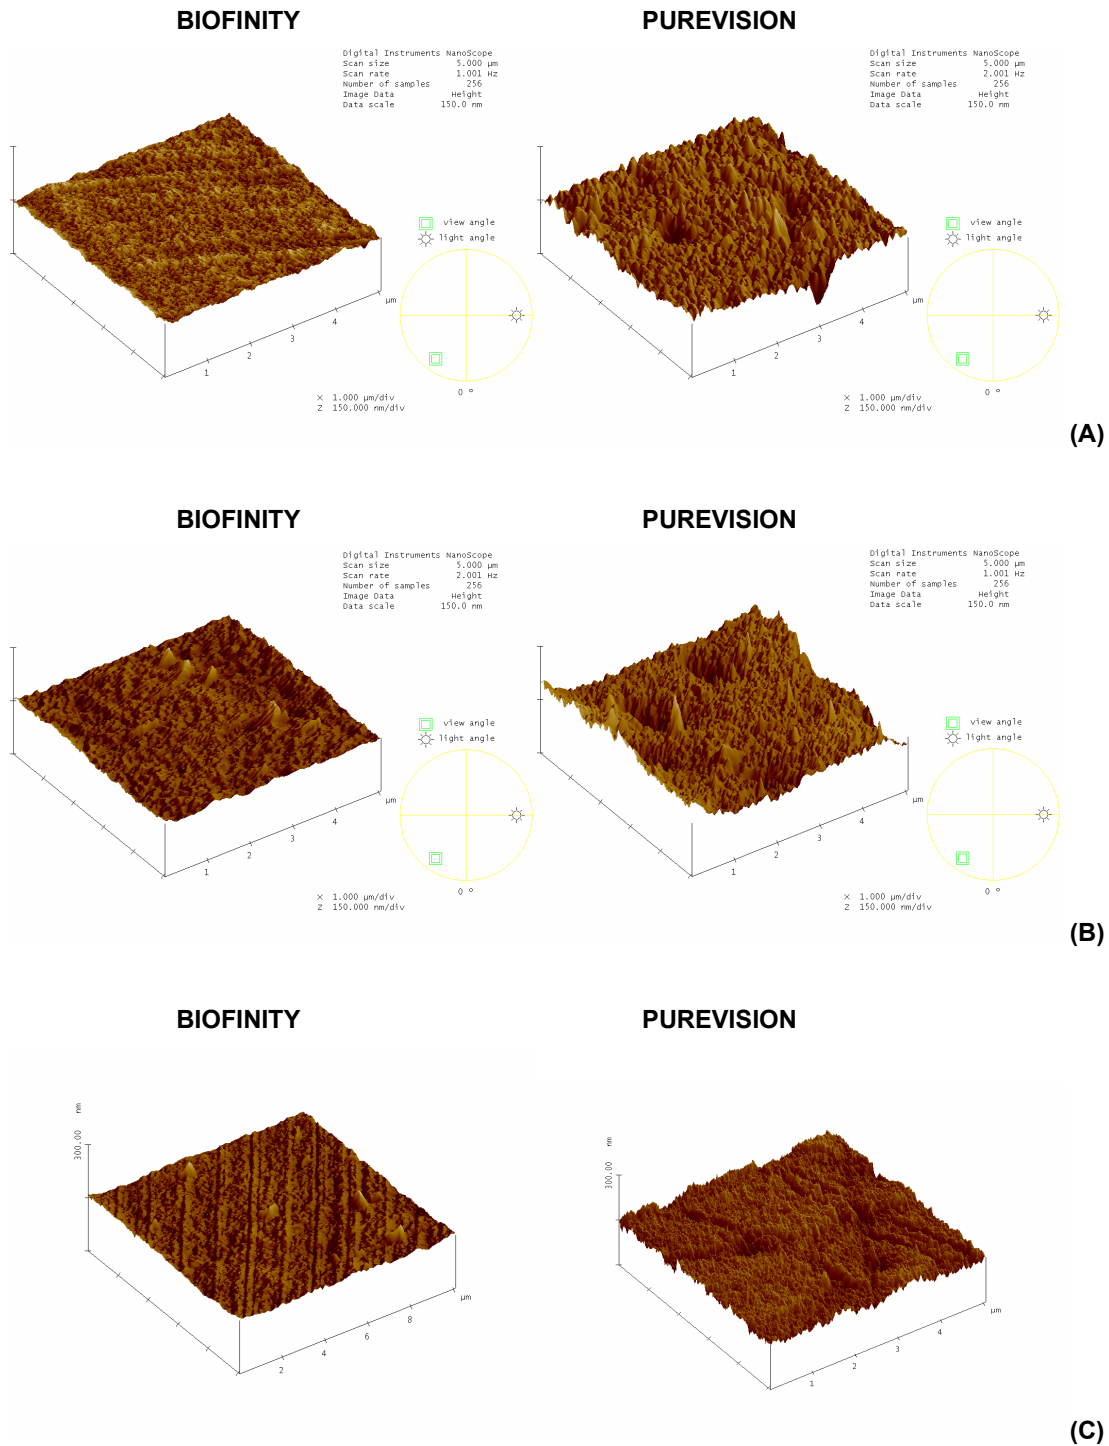 BIOFINITY PUREVISION
Digital Instruments NanoScope
Scan size 5.000 µm
Scan rate 1.001 Hz
Number of samples 256
Image Data Height
Data scale 150.0 nm
view angle
light angle
µm
4
3
2
1
0 °
X 1.000 µm/div
Z 150.000 nm/div
Digital Instruments NanoScope
Scan size 5.000 µm
Scan rate 2.001 Hz
Number of samples 256
Image Data Height
Data scale 150.0 nm
view angle
light angle
µm
4
3
2
1
0 °
X 1.000 µm/div
Z 150.000 nm/div
(A)
BIOFINITY PUREVISION
Digital Instruments NanoScope
Scan size 5.000 µm
Scan rate 2.001 Hz
Number of samples 256
Image Data Height
Data scale 150.0 nm
view angle
light angle
µm
4
3
2
1
0 °
X 1.000 µm/div
Z 150.000 nm/div
Digital Instruments NanoScope
Scan size 5.000 µm
Scan rate 1.001 Hz
Number of samples 256
Image Data Height
Data scale 150.0 nm
view angle
light angle
µm
4
3
2
1
0 °
X 1.000 µm/div
Z 150.000 nm/div
(B)
BIOFINITY PUREVISION
300.00 nm
µm
8
6
4
2
300.00 nm
µm
4
3
2
1
(C)